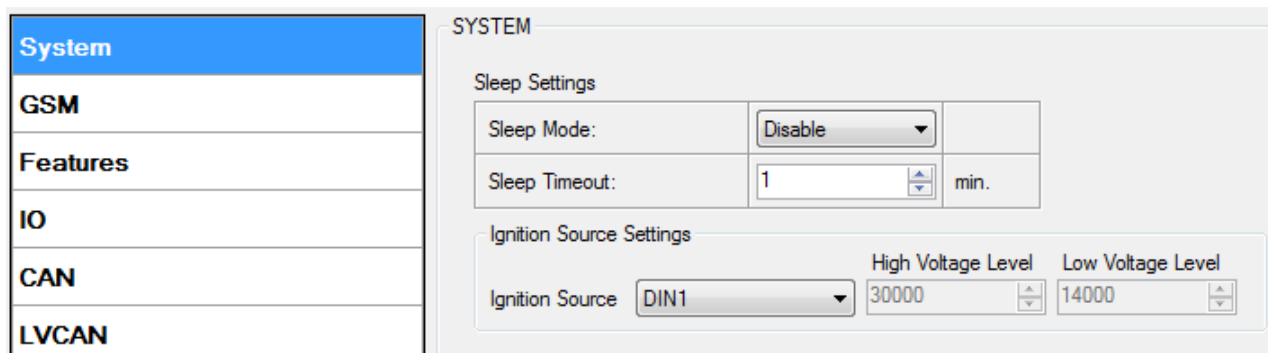 System
GSM
Features
IO
CAN
LVCAN
SYSTEM
Sleep Settings
Sleep Mode: Disable
Sleep Timeout: 1 min.
Ignition Source Settings
High Voltage Level Low Voltage Level
Ignition Source DIN1 30000 14000